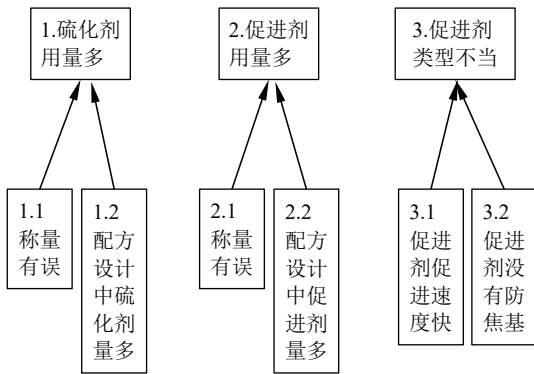 1.硫化剂
用量多
2.促进剂
用量多
3.促进剂
类型不当
1.1
称量
有误
1.2
配方
设计
中硫
化剂
量多
2.1
称量
有误
2.2
配方
设计
中促
进剂
量多
3.1
促进
剂促
进速
度快
3.2
促进
剂没
有防
焦基